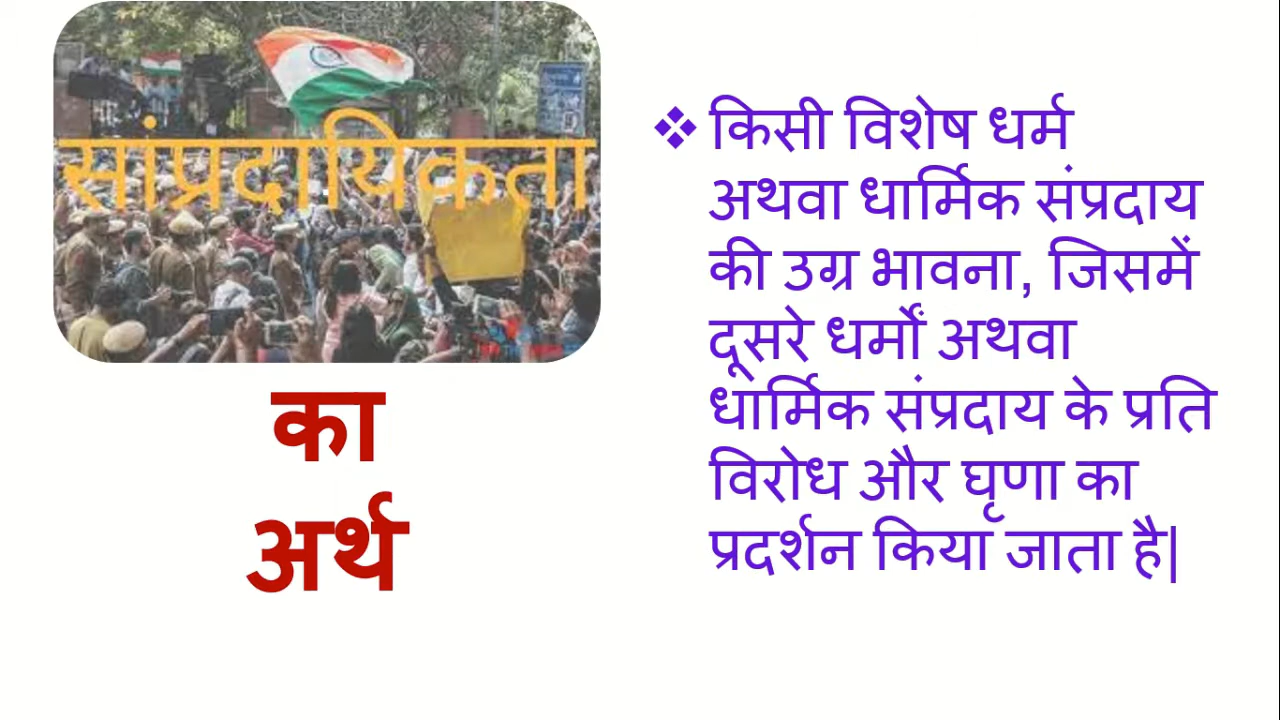 सांप्रदायिकता
का
अर्थ
❖ किसी विशेष धर्म
अथवा धार्मिक संप्रदाय
की उग्र भावना, जिसमें
दूसरे धर्मों अथवा
धार्मिक संप्रदाय के प्रति
विरोध और घृणा का
प्रदर्शन किया जाता है|